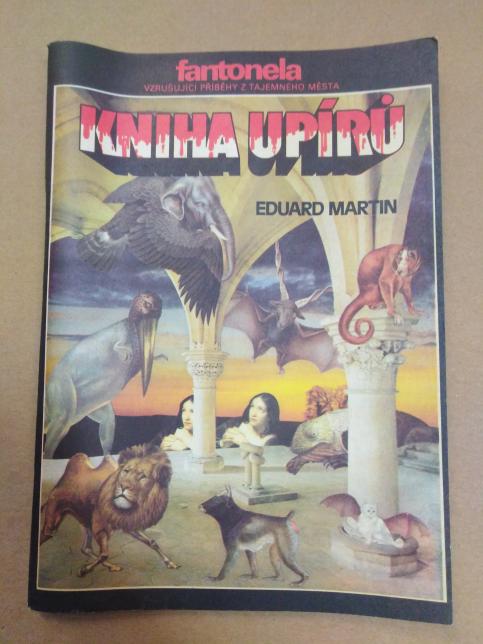 fantonela
VZRUŠUJÍCÍ PŘÍBĚHY Z TAJEMNÉHO MĚSTA
KNIHA UPÍRŮ
EDUARD MARTIN